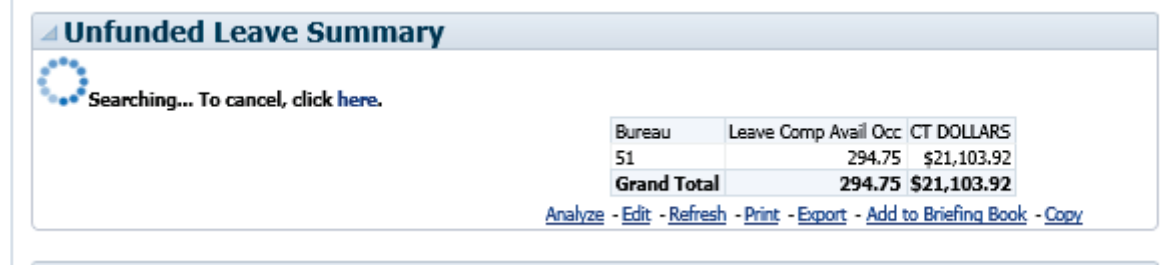 Unfunded Leave Summary
Searching... To cancel, click here.
Bureau Leave Comp Avail Occ CT DOLLARS
51 294.75 $21,103.92
Grand Total 294.75 $21,103.92
Analyze - Edit - Refresh - Print - Export - Add to Briefing Book - Copy